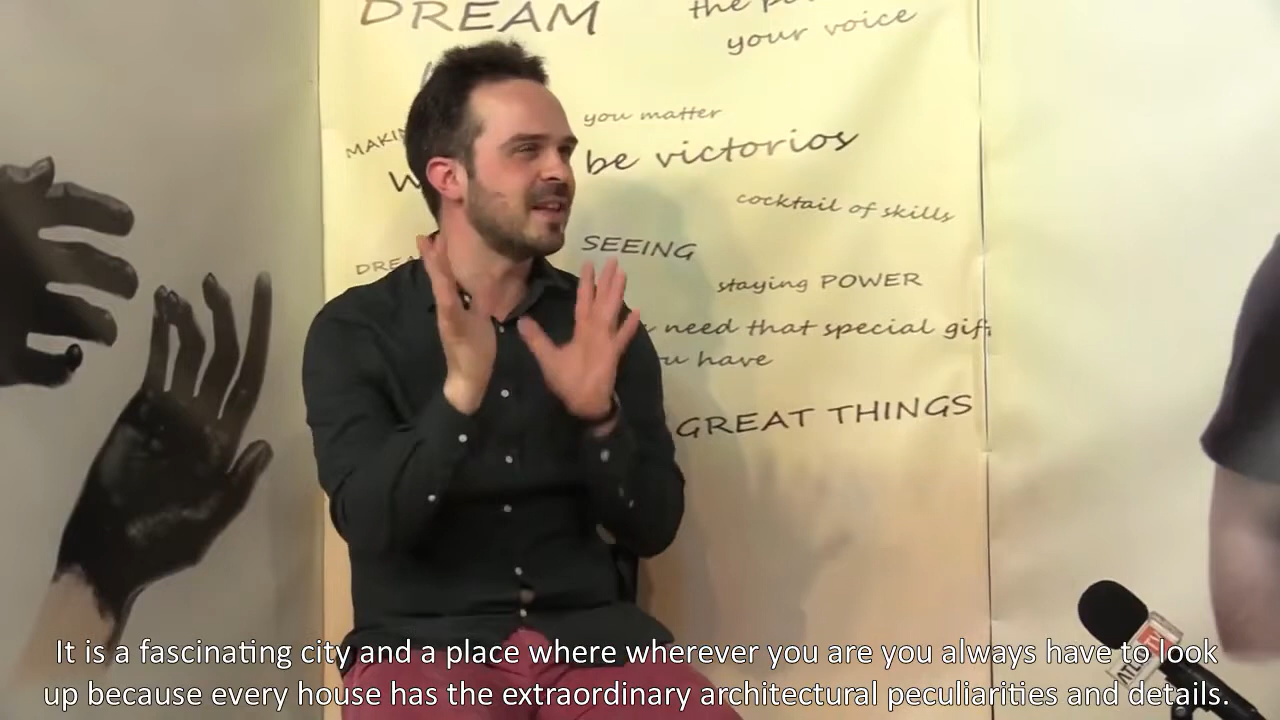 DREAM
your voice
you matter
be victorios
cocktail of skills
SEEING
staying POWER
need that special gift
have
GREAT THINGS
It is a fascinating city and a place where wherever you are you always have to look
up because every house has the extraordinary architectural peculiarities and details.